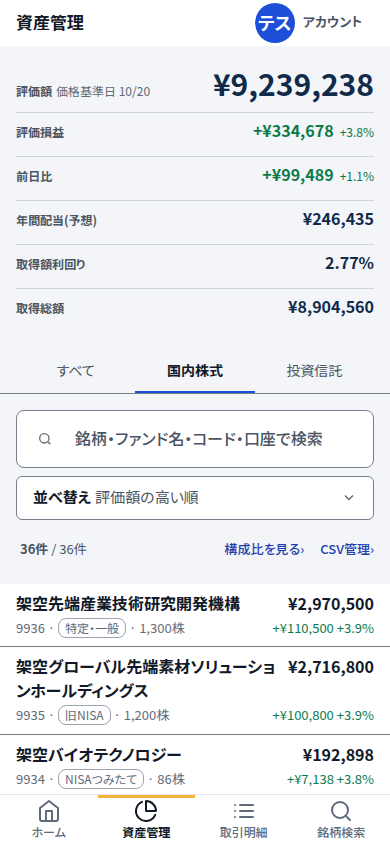 資産管理
テス アカウント
評価額 価格基準日 10/20 ¥9,239,238
評価損益 +¥334,678 +3.8%
前日比 +¥99,489 +1.1%
年間配当(予想) ¥246,435
取得額利回り 2.77%
取得総額 ¥8,904,560
すべて 国内株式 投資信託
銘柄・ファンド名・コード・口座で検索
並べ替え 評価額の高い順
36件 / 36件 構成比を見る› CSV管理›
架空先端産業技術研究開発機構 ¥2,970,500
9936 · 特定・一般 · 1,300株 +¥110,500 +3.9%
架空グローバル先端素材ソリューショ ¥2,716,800
ンホールディングス
9935 · 旧NISA · 1,200株 +¥100,800 +3.9%
架空バイオテクノロジー ¥192,898
9934 · NISAつみたて · 86株 +¥7,138 +3.8%
ホーム 資産管理 取引明細 銘柄検索